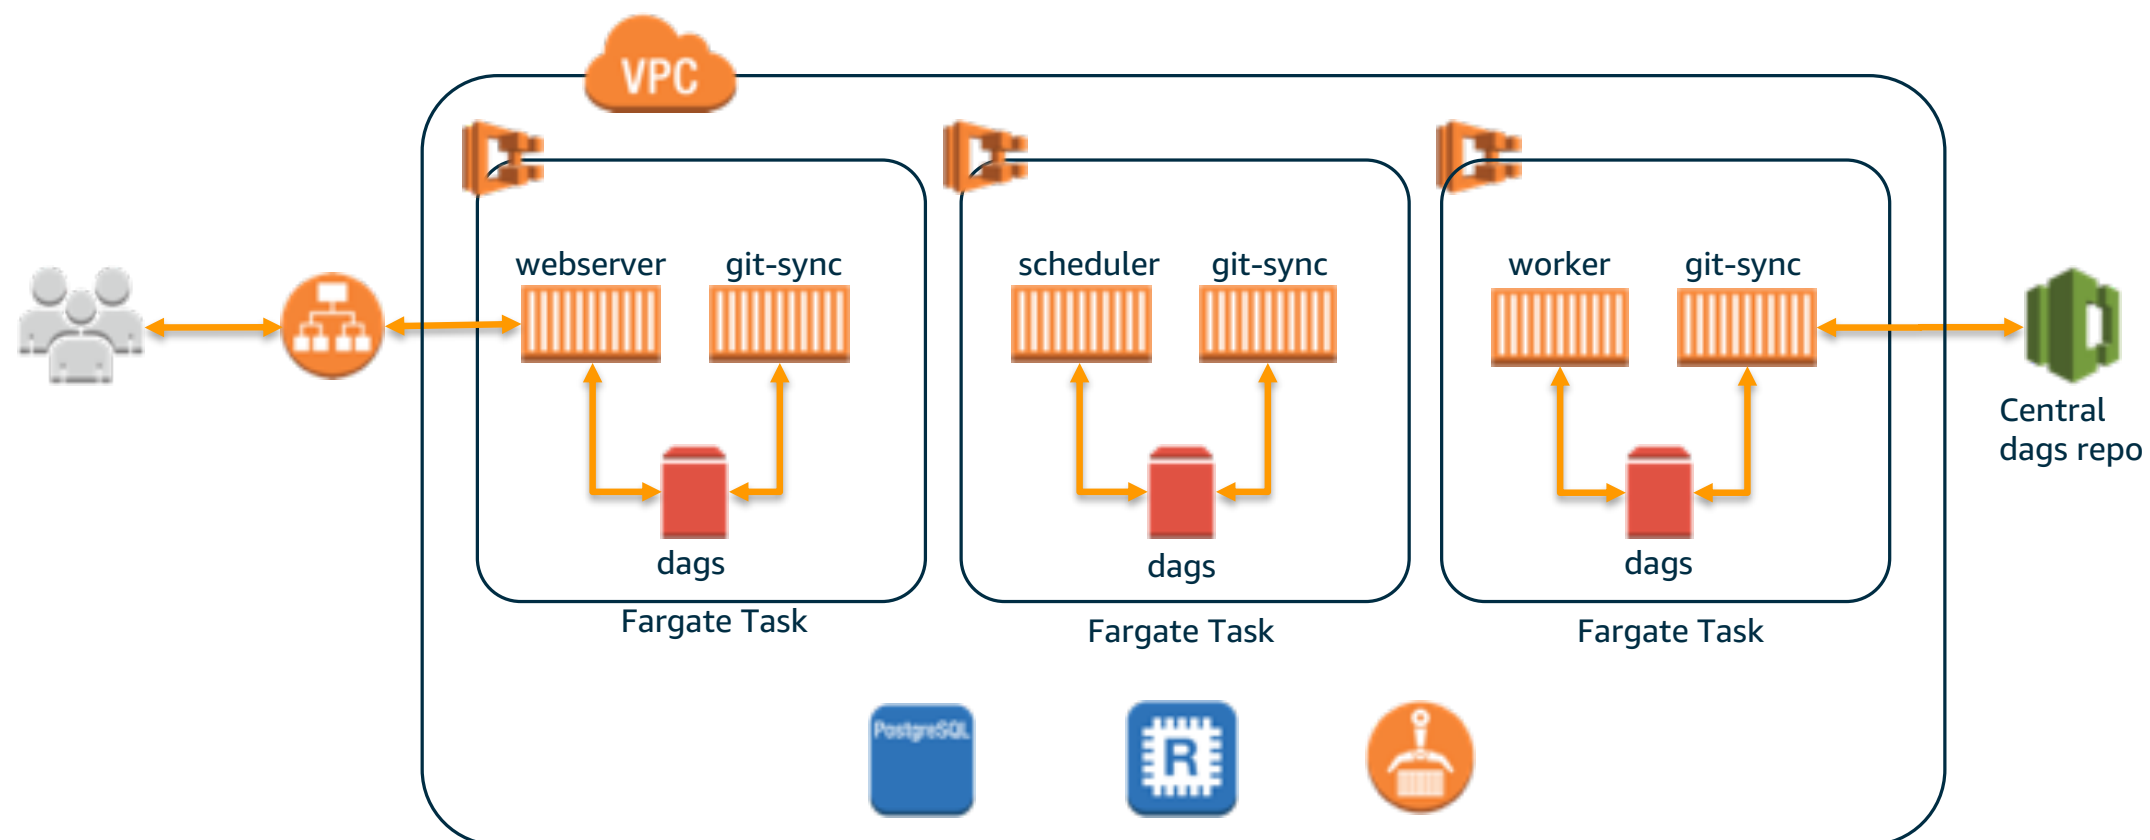 VPC
webserver
git-sync
scheduler
git-sync
worker
git-sync
Central
dags repo
dags
dags
dags
Fargate Task
Fargate Task
Fargate Task
PostgreSQL
R